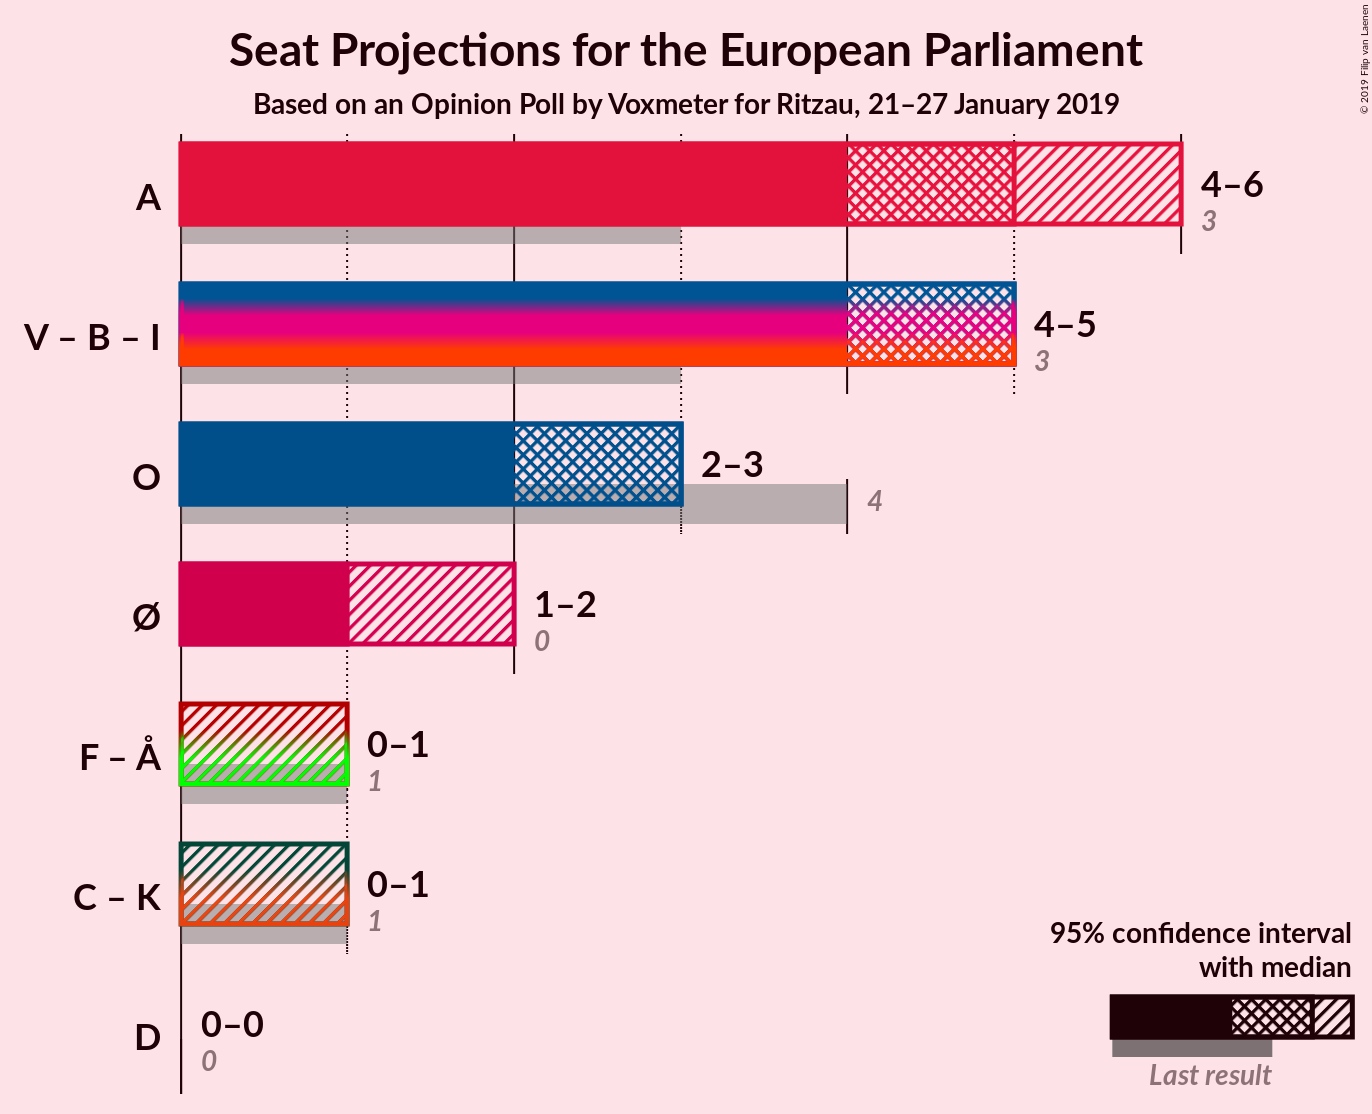 Seat Projections for the European Parliament
Based on an Opinion Poll by Voxmeter for Ritzau, 21–27 January 2019
© 2019 Filip van Laenen
A
4–6
3
V – B – I
4–5
3
O
2–3
4
Ø
1–2
0
F – Å
0–1
1
C – K
0–1
1
D
0–0
0
95% confidence interval
with median
Last result